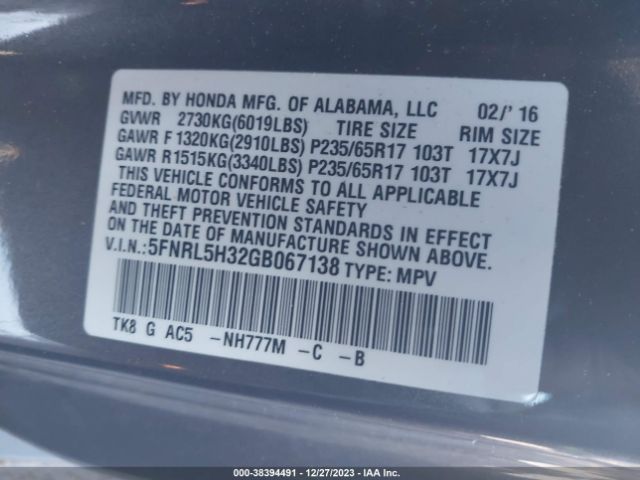 MFD. BY HONDA MFG. OF ALABAMA, LLC 02/' 16
GVWR 2730KG(6019LBS) TIRE SIZE RIM SIZE
GAWR F 1320KG(2910LBS) P235/65R17 103T 17X7J
GAWR R1515KG(3340LBS) P235/65R17 103T 17X7J
THIS VEHICLE CONFORMS TO ALL APPLICABLE
FEDERAL MOTOR VEHICLE SAFETY
AND THEFT PREVENTION STANDARDS IN EFFECT
ON THE DATE OF MANUFACTURE SHOWN ABOVE.
V.I.N.:5FNRL5H32GB067138 TYPE: MPV
TK8 G AC5 -NH777M -C -B
000-38394491 - 12/27/2023 - IAAI.COM